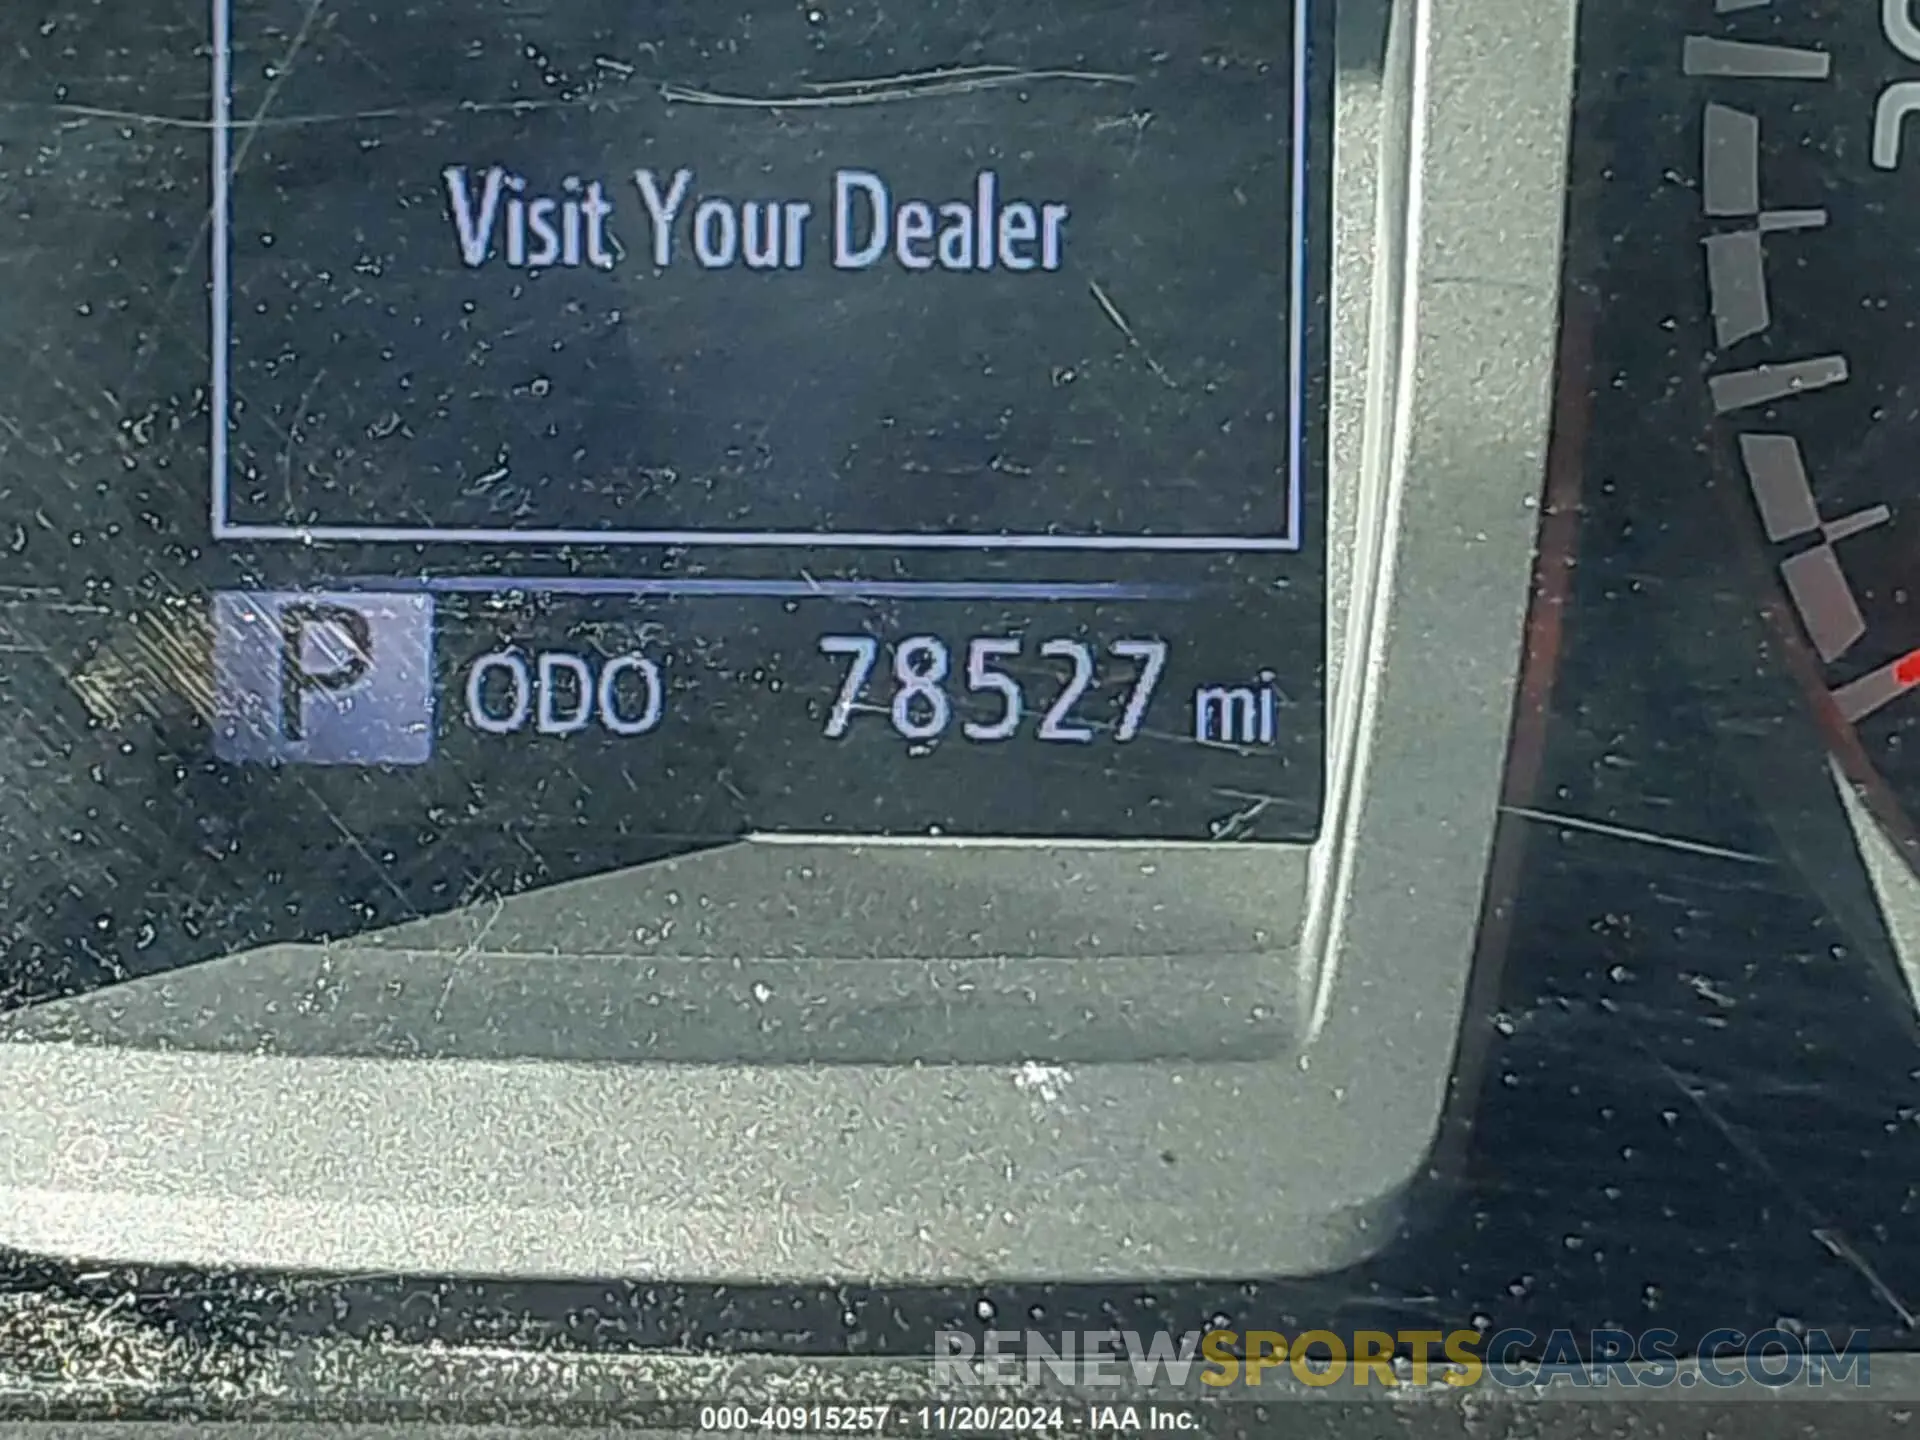 Visit Your Dealer
P ODO 78527 mi
RENEWSPORTSCARS.COM
000-40915257 - 11/20/2024 - IAA Inc.